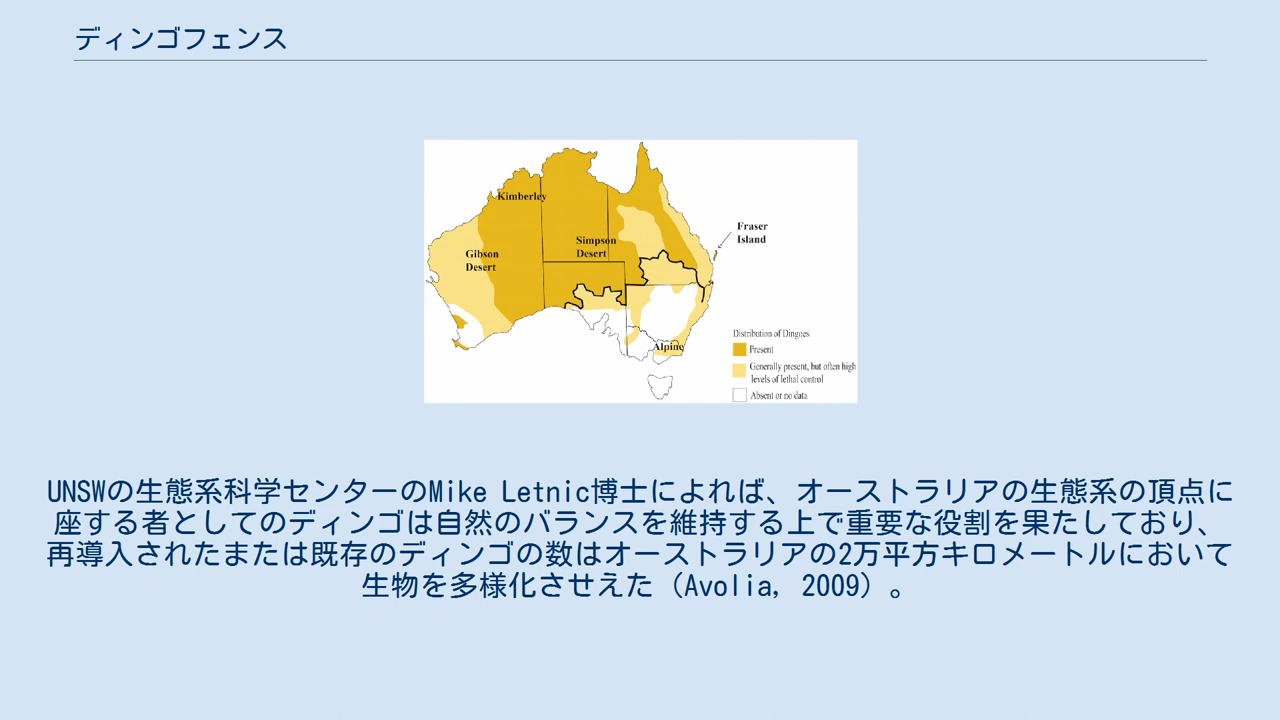 ディンゴフェンス
Kimberley
Fraser
Island
Simpson
Desert
Gibson
Desert
Distribution of Dingoes
Present
Generally present, but often high
levels of lethal control
Alpine
Absent or no data
UNSWの生態系科学センターのMike Letnic博士によれば、オーストラリアの生態系の頂点に
座する者としてのディンゴは自然のバランスを維持する上で重要な役割を果たしており、
再導入されたまたは既存のディンゴの数はオーストラリアの2万平方キロメートルにおいて
生物を多様化させえた（Avolia, 2009）。